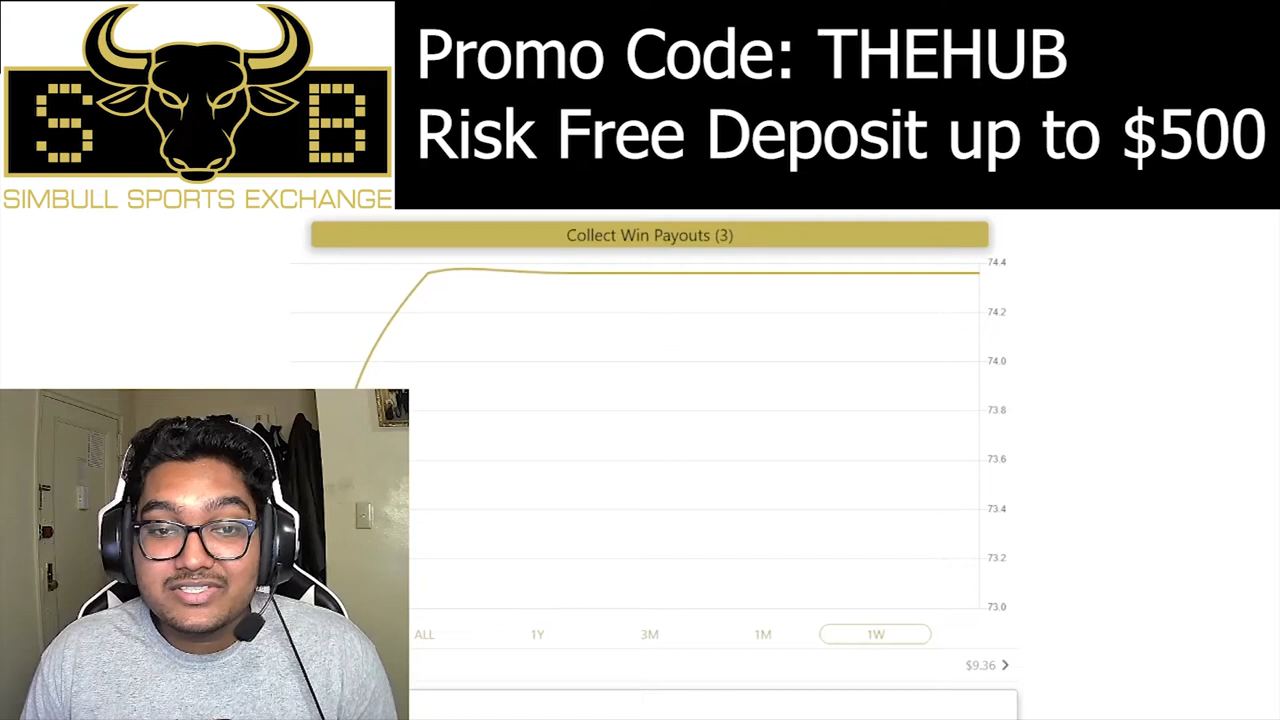 S B
SIMBULL SPORTS EXCHANGE
Promo Code: THEHUB
Risk Free Deposit up to $500
Collect Win Payouts (3)
74.4
74.2
74.0
73.8
73.6
73.4
73.2
73.0
ALL 1Y 3M 1M 1W
$9.36